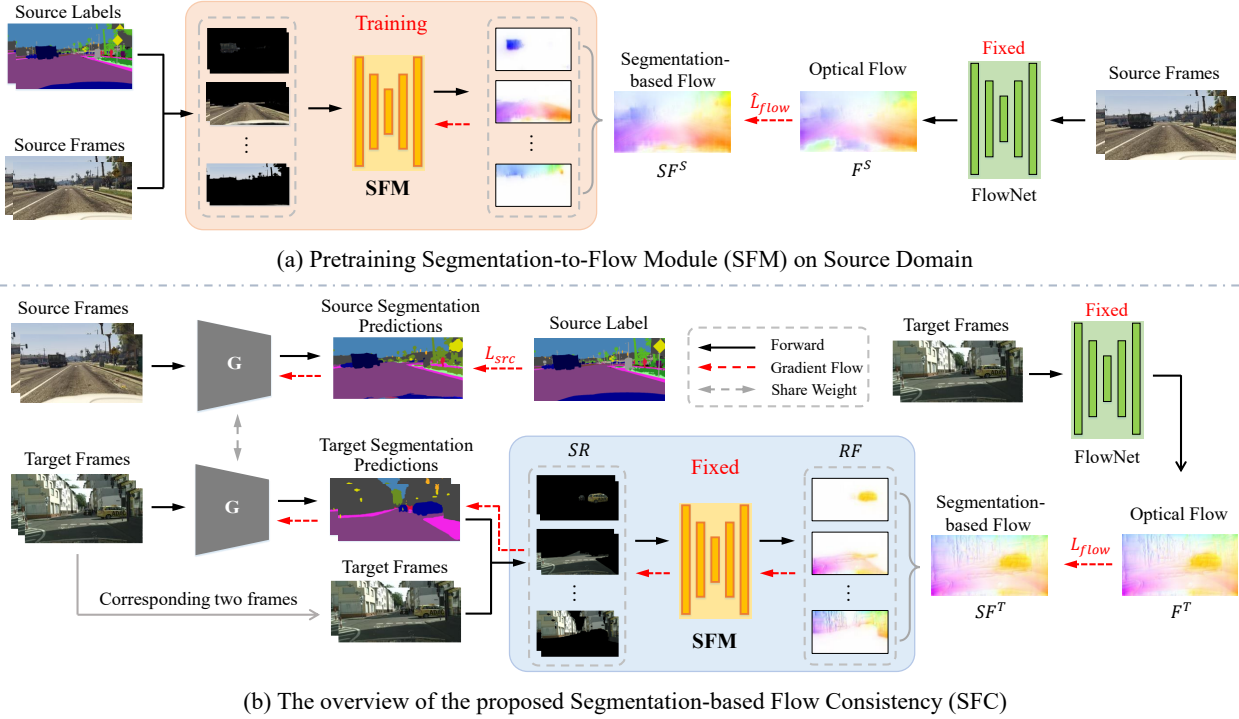 Source Labels
Source Frames
Training
SFM
Segmentation-
based Flow
SF^S
L̂_flow
Optical Flow
F^S
Fixed
FlowNet
Source Frames
(a) Pretraining Segmentation-to-Flow Module (SFM) on Source Domain
Source Frames
G
Source Segmentation
Predictions
L_src
Source Label
Forward
Gradient Flow
Share Weight
Target Frames
Fixed
FlowNet
Target Frames
G
Target Segmentation
Predictions
Corresponding two frames
Target Frames
SR
Fixed
SFM
RF
Segmentation-
based Flow
SF^T
L_flow
Optical Flow
F^T
(b) The overview of the proposed Segmentation-based Flow Consistency (SFC)